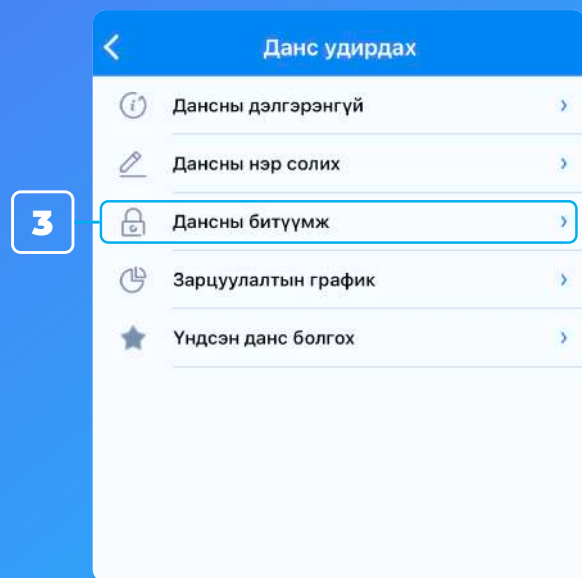 Данс удирдах
Дансны дэлгэрэнгүй
Дансны нэр солих
3
Дансны битүүмж
Зарцуулалтын график
Үндсэн данс болгох